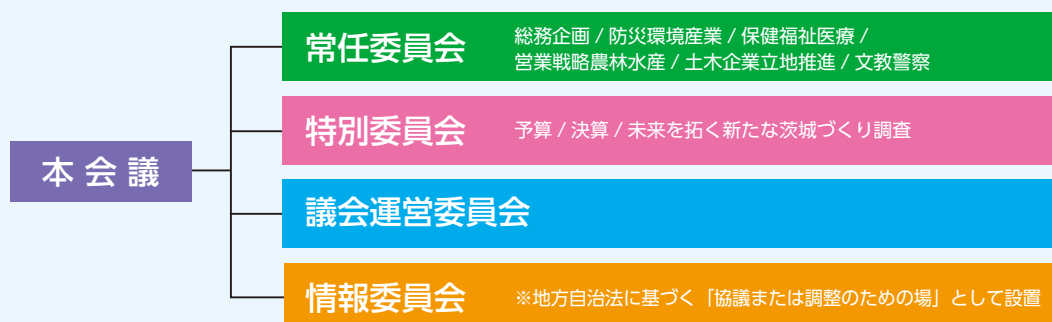 本会議
常任委員会
総務企画 / 防災環境産業 / 保健福祉医療 /
営業戦略農林水産 / 土木企業立地推進 / 文教警察
特別委員会
予算 / 決算 / 未来を拓く新たな茨城づくり調査
議会運営委員会
情報委員会
※地方自治法に基づく「協議または調整のための場」として設置